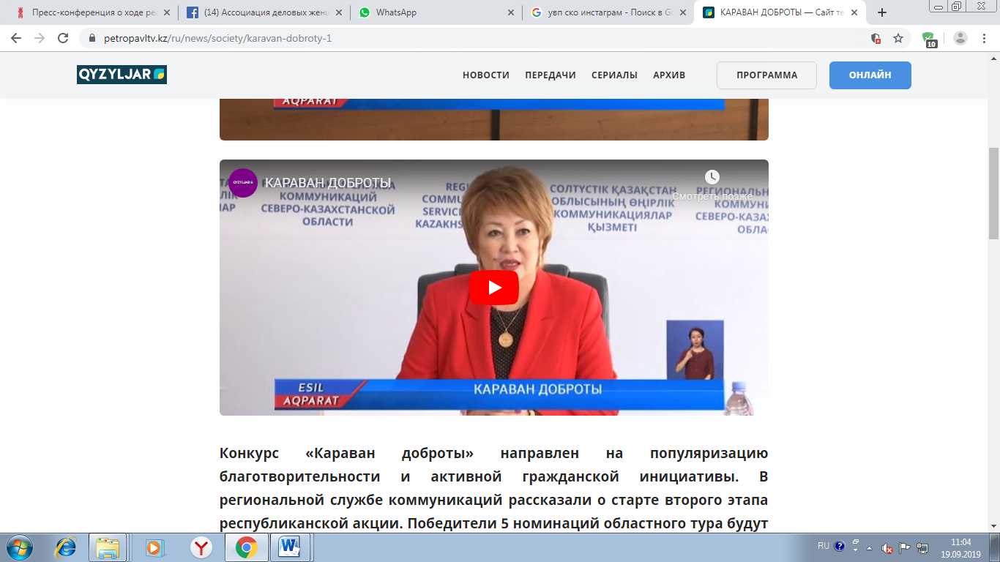 Пресс-конференция о ходе ре
(14) Ассоциация деловых жен
WhatsApp
увп ско инстаграм - Поиск в Go
КАРАВАН ДОБРОТЫ — Сайт те
petropavltv.kz/ru/news/society/karavan-dobroty-1
10
QYZYLJAR
НОВОСТИ ПЕРЕДАЧИ СЕРИАЛЫ АРХИВ ПРОГРАММА ОНЛАЙН
AQPARAT
QYZYLJAR
КАРАВАН ДОБРОТЫ
Смотреть позже
КОММУНИКАЦИЙ
СЕВЕРО-КАЗАХСТАНСКОЙ
ОБЛАСТИ
REGI
COMMU
SERVIC
KAZAKHS
СОЛТҮСТІК ҚАЗАҚСТАН
ОБЛЫСЫНЫҢ ӨҢІРЛІК
КОММУНИКАЦИЯЛАР
ҚЫЗМЕТІ
РЕГИОНАЛЬН
КОММУН
СЕВЕРО-КАЗА
ОБЛА
ESIL
AQPARAT
КАРАВАН ДОБРОТЫ
Конкурс «Караван доброты» направлен на популяризацию
благотворительности и активной гражданской инициативы. В
региональной службе коммуникаций рассказали о старте второго этапа
республиканской акции. Победители 5 номинаций областного тура будут
RU
11:04
19.09.2019